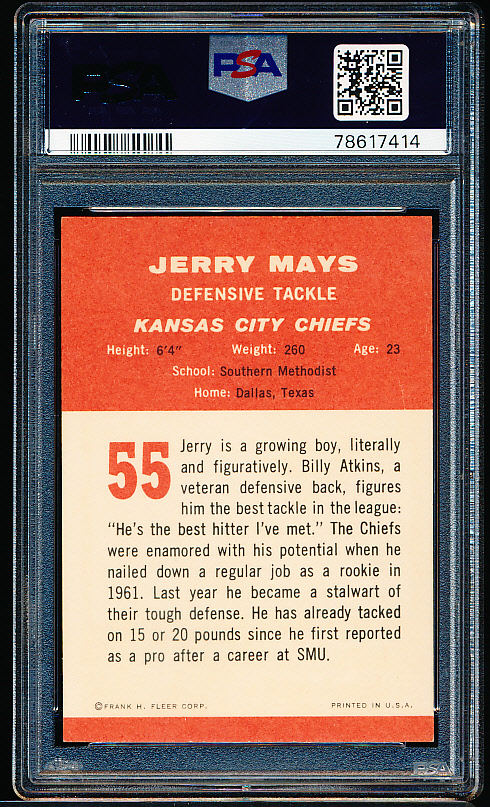 PSA
78617414
JERRY MAYS
DEFENSIVE TACKLE
KANSAS CITY CHIEFS
Height: 6'4" Weight: 260 Age: 23
School: Southern Methodist
Home: Dallas, Texas
55
Jerry is a growing boy, literally
and figuratively. Billy Atkins, a
veteran defensive back, figures
him the best tackle in the league:
"He's the best hitter I've met." The Chiefs
were enamored with his potential when he
nailed down a regular job as a rookie in
1961. Last year he became a stalwart of
their tough defense. He has already tacked
on 15 or 20 pounds since he first reported
as a pro after a career at SMU.
©FRANK H. FLEER CORP. PRINTED IN U.S.A.
PSA